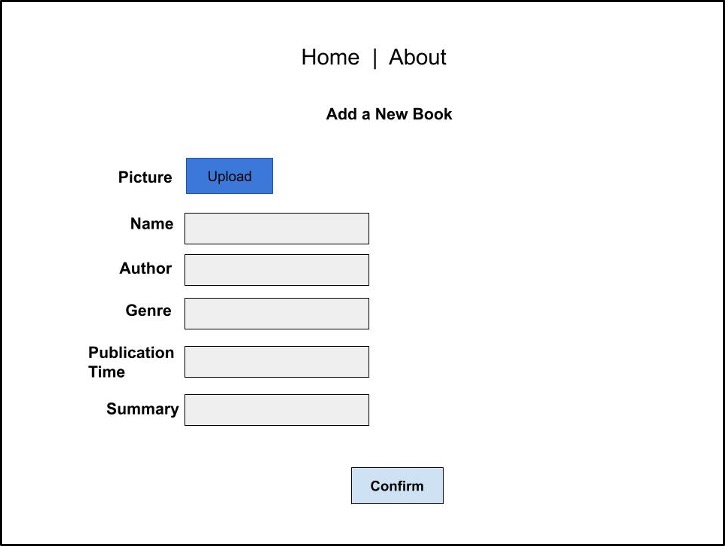 Home | About
Add a New Book
Picture
Upload
Name
Author
Genre
Publication
Time
Summary
Confirm